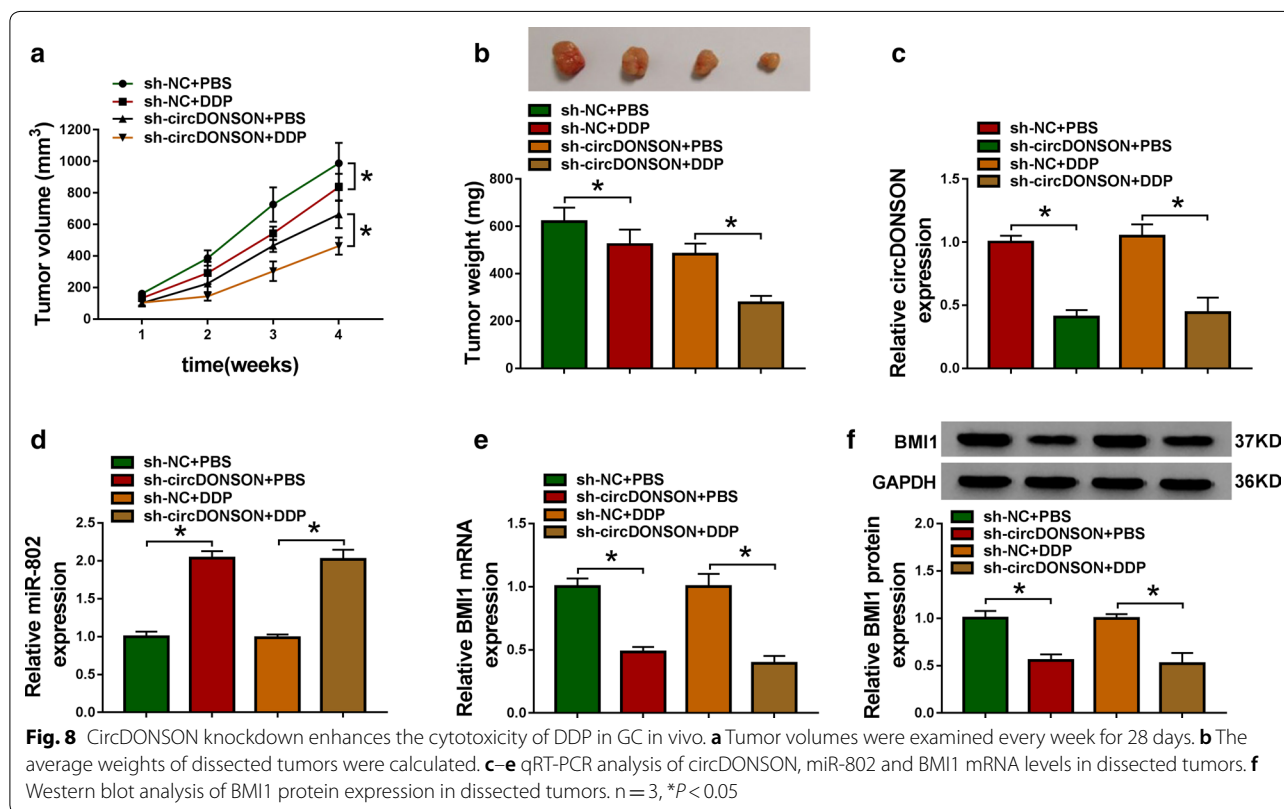 a
sh-NC+PBS
sh-NC+DDP
sh-circDONSON+PBS
sh-circDONSON+DDP
Tumor volume (mm³)
1200
1000
800
600
400
200
0
1 2 3 4
time(weeks)
*
*
b
sh-NC+PBS
sh-NC+DDP
sh-circDONSON+PBS
sh-circDONSON+DDP
Tumor weight (mg)
800
600
400
200
0
*
*
c
sh-NC+PBS
sh-circDONSON+PBS
sh-NC+DDP
sh-circDONSON+DDP
Relative circDONSON
expression
1.5
1.0
0.5
0.0
*
*
d
sh-NC+PBS
sh-circDONSON+PBS
sh-NC+DDP
sh-circDONSON+DDP
Relative miR-802
expression
2.5
2.0
1.5
1.0
0.5
0.0
*
*
e
sh-NC+PBS
sh-circDONSON+PBS
sh-NC+DDP
sh-circDONSON+DDP
Relative BMI1 mRNA
expression
1.5
1.0
0.5
0.0
*
*
f
BMI1 37KD
GAPDH 36KD
sh-NC+PBS
sh-circDONSON+PBS
sh-NC+DDP
sh-circDONSON+DDP
Relative BMI1 protein
expression
2.0
1.5
1.0
0.5
0.0
*
*
Fig. 8 CircDONSON knockdown enhances the cytotoxicity of DDP in GC in vivo. a Tumor volumes were examined every week for 28 days. b The
average weights of dissected tumors were calculated. c–e qRT-PCR analysis of circDONSON, miR-802 and BMI1 mRNA levels in dissected tumors. f
Western blot analysis of BMI1 protein expression in dissected tumors. n = 3, *P < 0.05